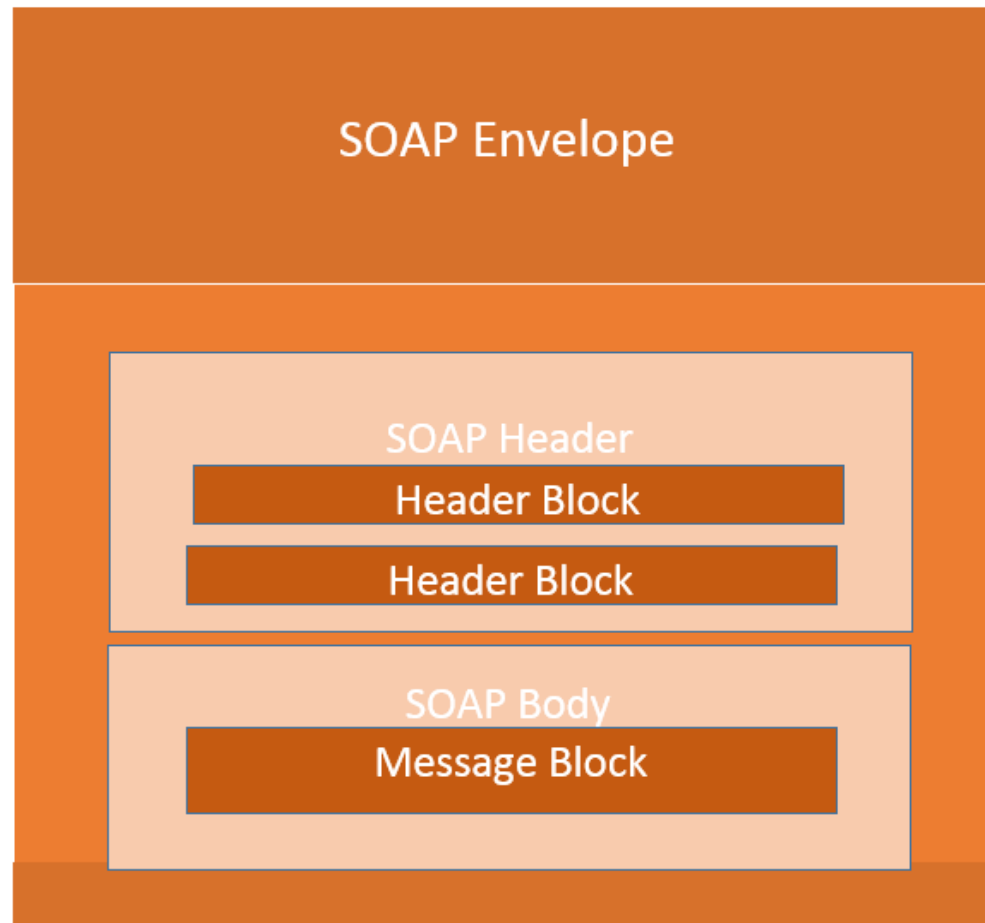 SOAP Envelope
SOAP Header
Header Block
Header Block
SOAP Body
Message Block